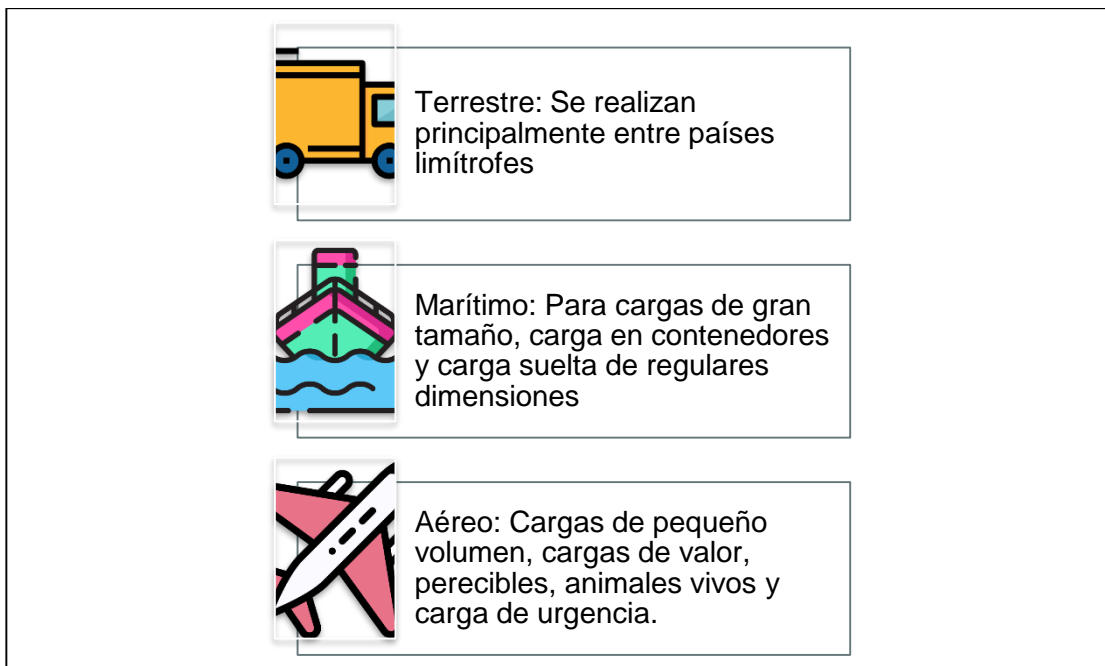 Terrestre: Se realizan
principalmente entre países
limítrofes
Marítimo: Para cargas de gran
tamaño, carga en contenedores
y carga suelta de regulares
dimensiones
Aéreo: Cargas de pequeño
volumen, cargas de valor,
perecibles, animales vivos y
carga de urgencia.